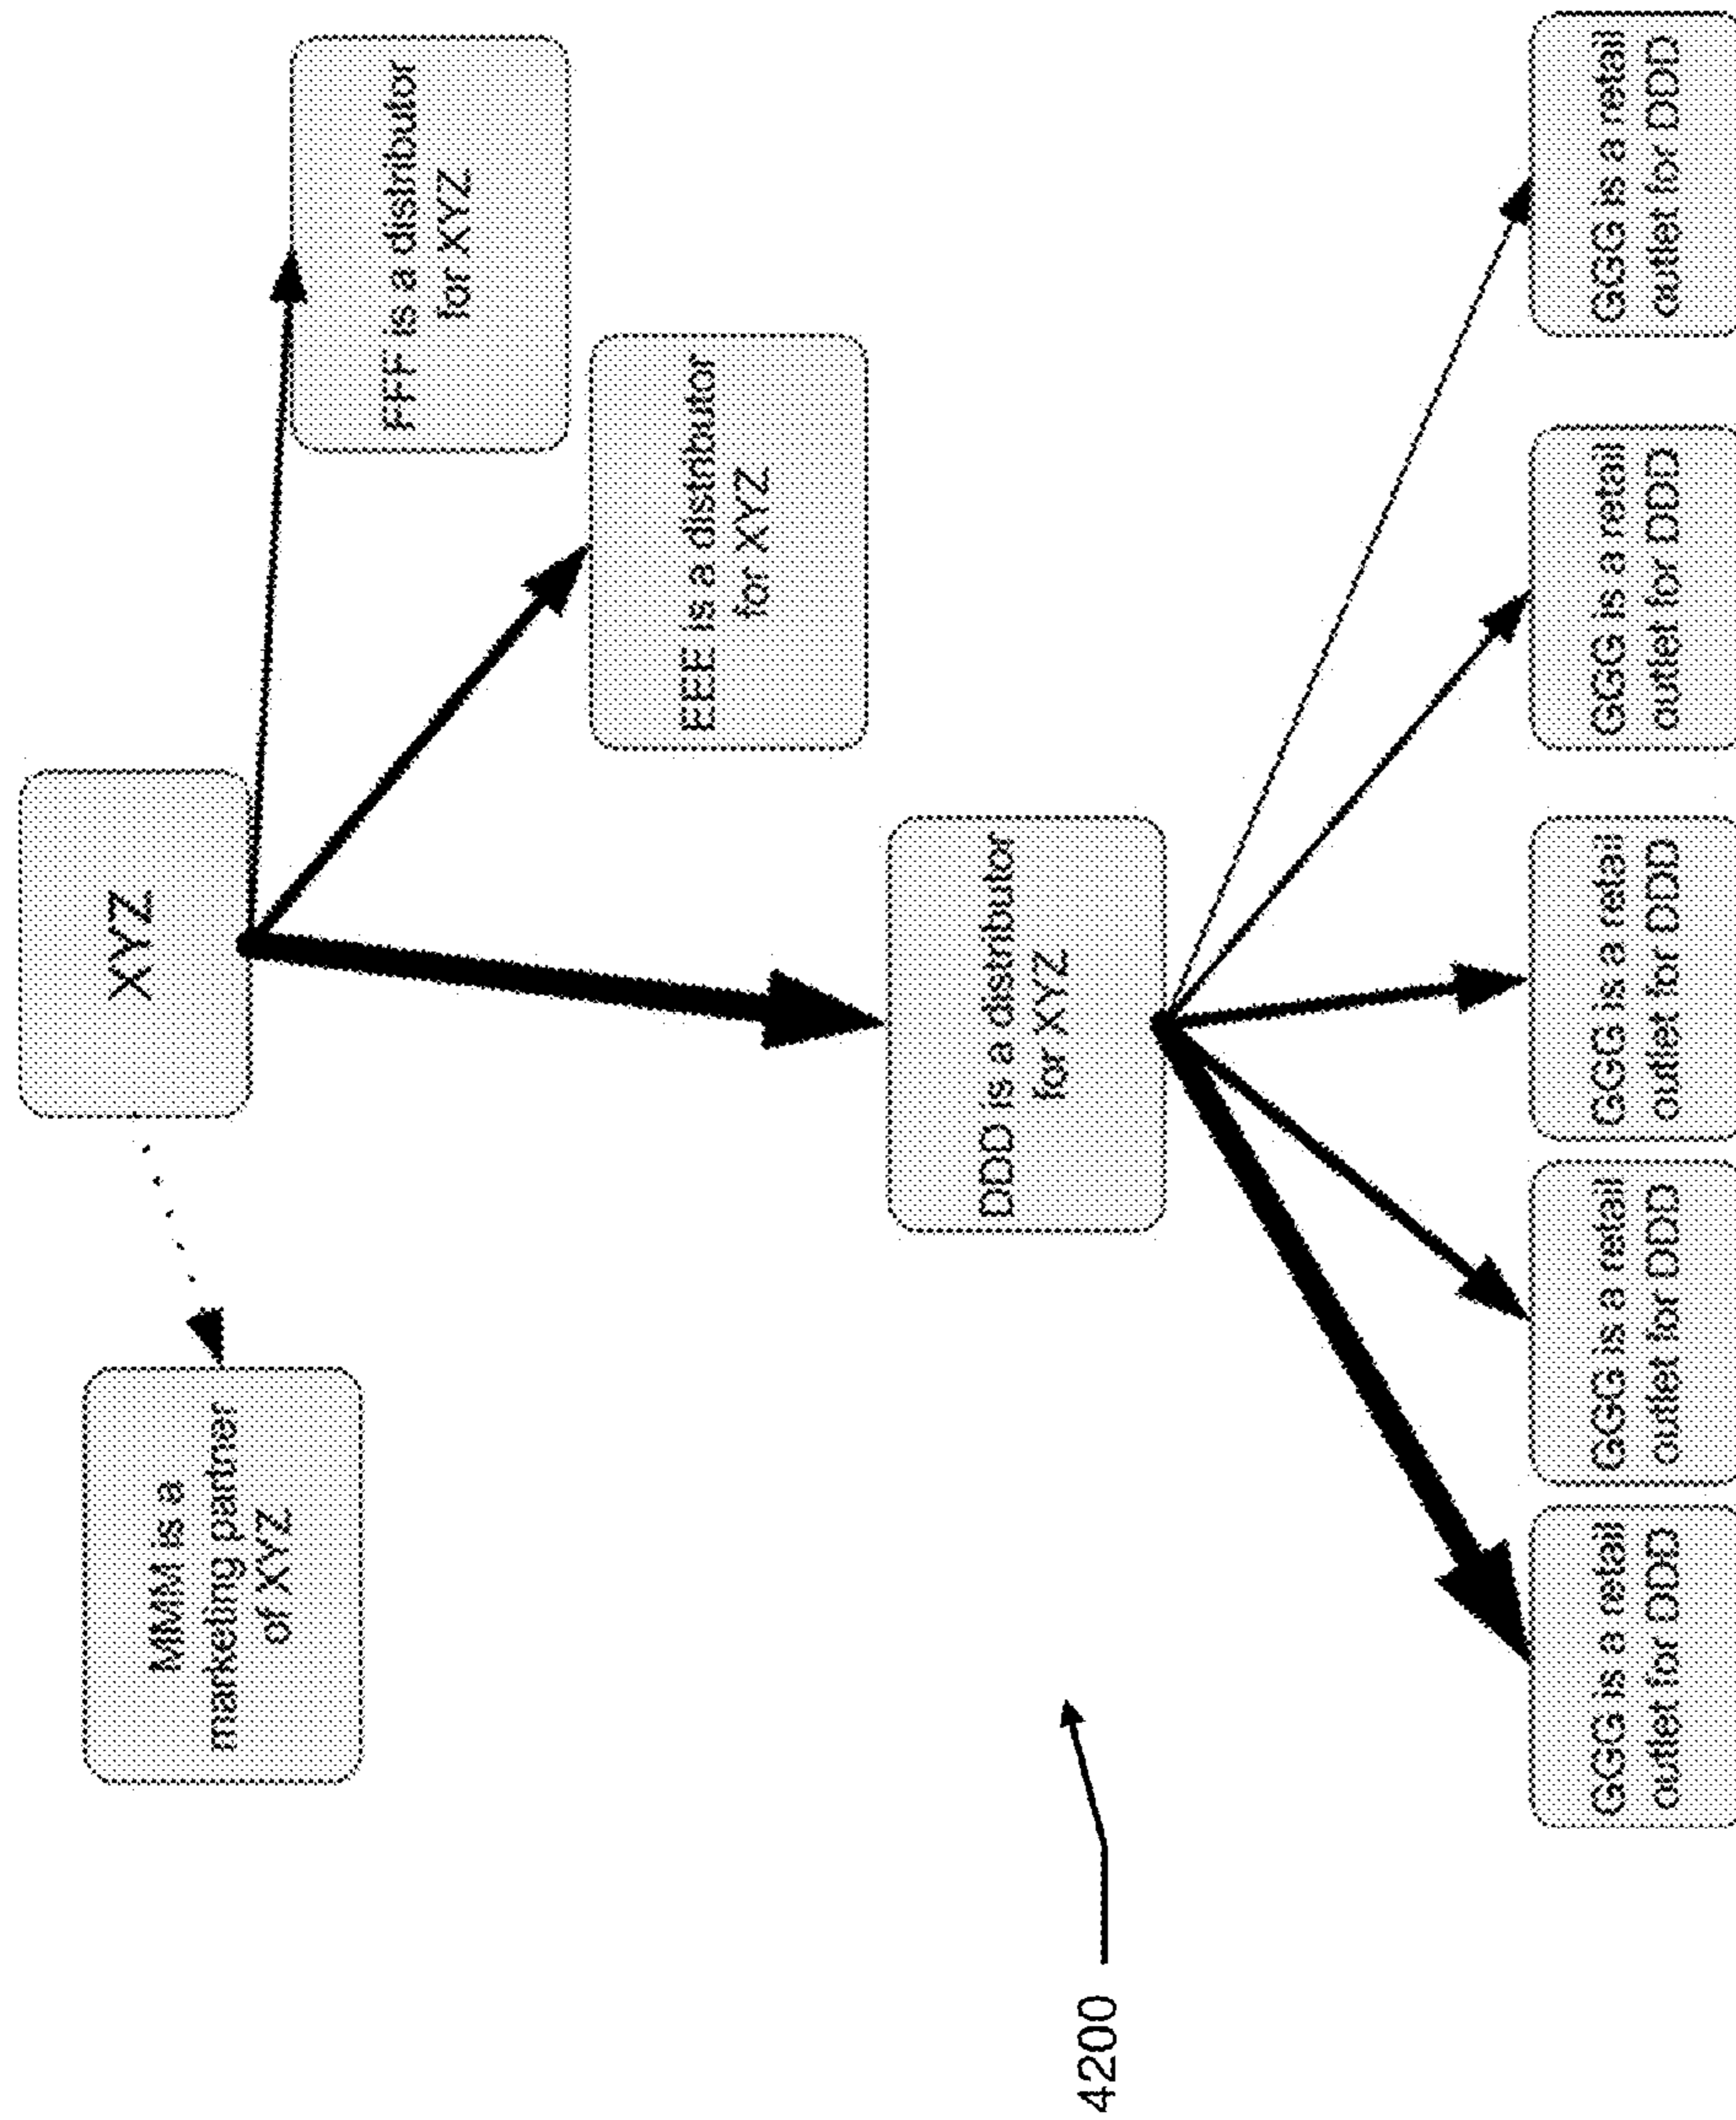 XYZ
MMM is a
marketing partner
of XYZ
FFF is a distributor
for XYZ
EEE is a distributor
for XYZ
DDD is a distributor
for XYZ
4200
GGG is a retail
outlet for DDD
GGG is a retail
outlet for DDD
GGG is a retail
outlet for DDD
GGG is a retail
outlet for DDD
GGG is a retail
outlet for DDD